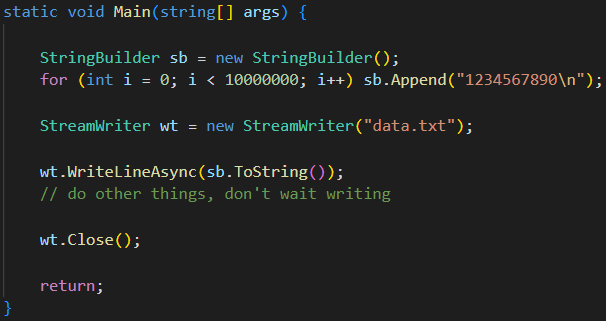 static void Main(string[] args) {
StringBuilder sb = new StringBuilder();
for (int i = 0; i < 10000000; i++) sb.Append("1234567890\n");
StreamWriter wt = new StreamWriter("data.txt");
wt.WriteLineAsync(sb.ToString());
// do other things, don't wait writing
wt.Close();
return;
}